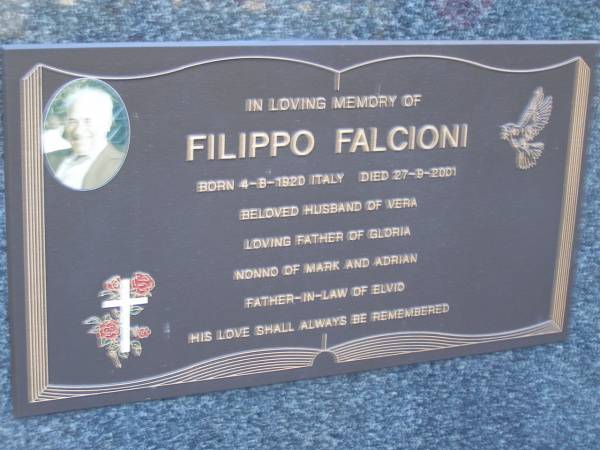 IN LOVING MEMORY OF
FILIPPO FALCIONI
BORN 4-8-1920 ITALY DIED 27-9-2001
BELOVED HUSBAND OF VERA
LOVING FATHER OF GLORIA
NONNO OF MARK AND ADRIAN
FATHER-IN-LAW OF ELVIO
HIS LOVE SHALL ALWAYS BE REMEMBERED